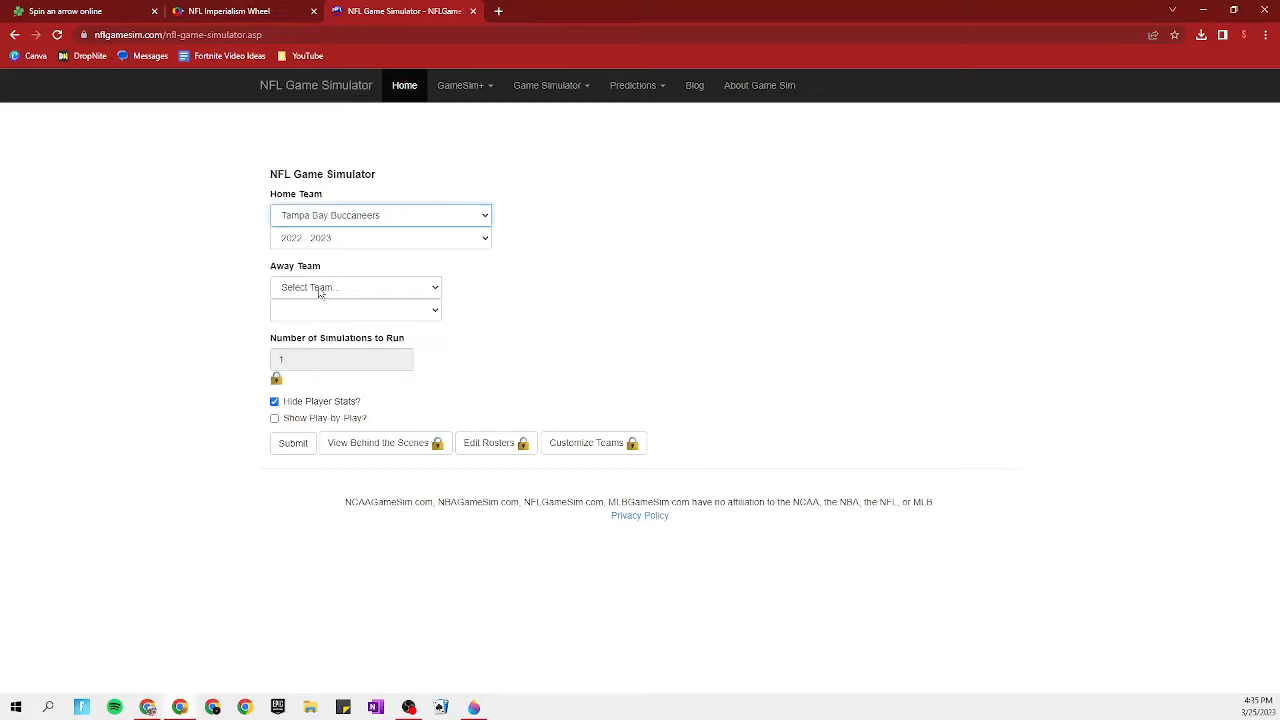 Spin an arrow online
NFL Imperialism Wheel
NFL Game Simulator - NFLGame
nflgamesim.com/nfl-game-simulator.asp
Canva
DropNite
Messages
Fortnite Video Ideas
YouTube
NFL Game Simulator
Home
GameSim+
Game Simulator
Predictions
Blog
About Game Sim
NFL Game Simulator
Home Team
Tampa Bay Buccaneers
2022 - 2023
Away Team
Select Team...
Number of Simulations to Run
1
Hide Player Stats?
Show Play-by-Play?
Submit
View Behind the Scenes
Edit Rosters
Customize Teams
NCAAGameSim.com, NBAGameSim.com, NFLGameSim.com, MLBGameSim.com have no affiliation to the NCAA, the NBA, the NFL, or MLB
Privacy Policy
4:35 PM
3/25/2023